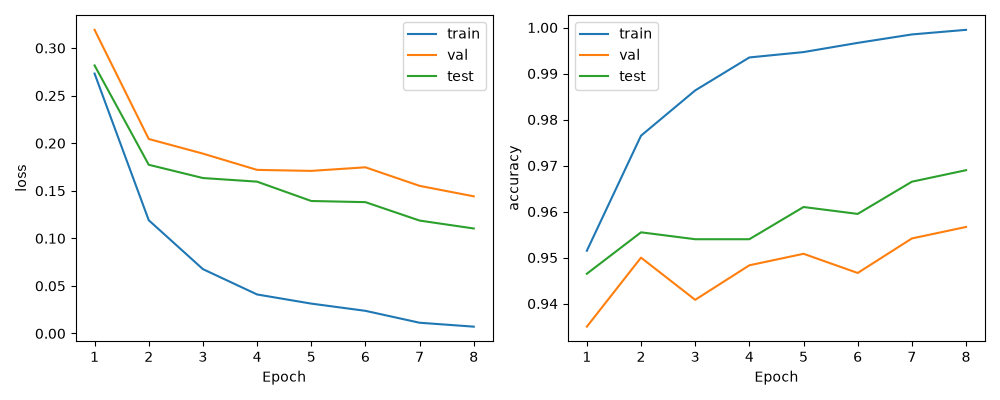 0.30
0.25
0.20
0.15
0.10
0.05
0.00
loss
1 2 3 4 5 6 7 8
Epoch
train
val
test
1.00
0.99
0.98
0.97
0.96
0.95
0.94
accuracy
1 2 3 4 5 6 7 8
Epoch
train
val
test